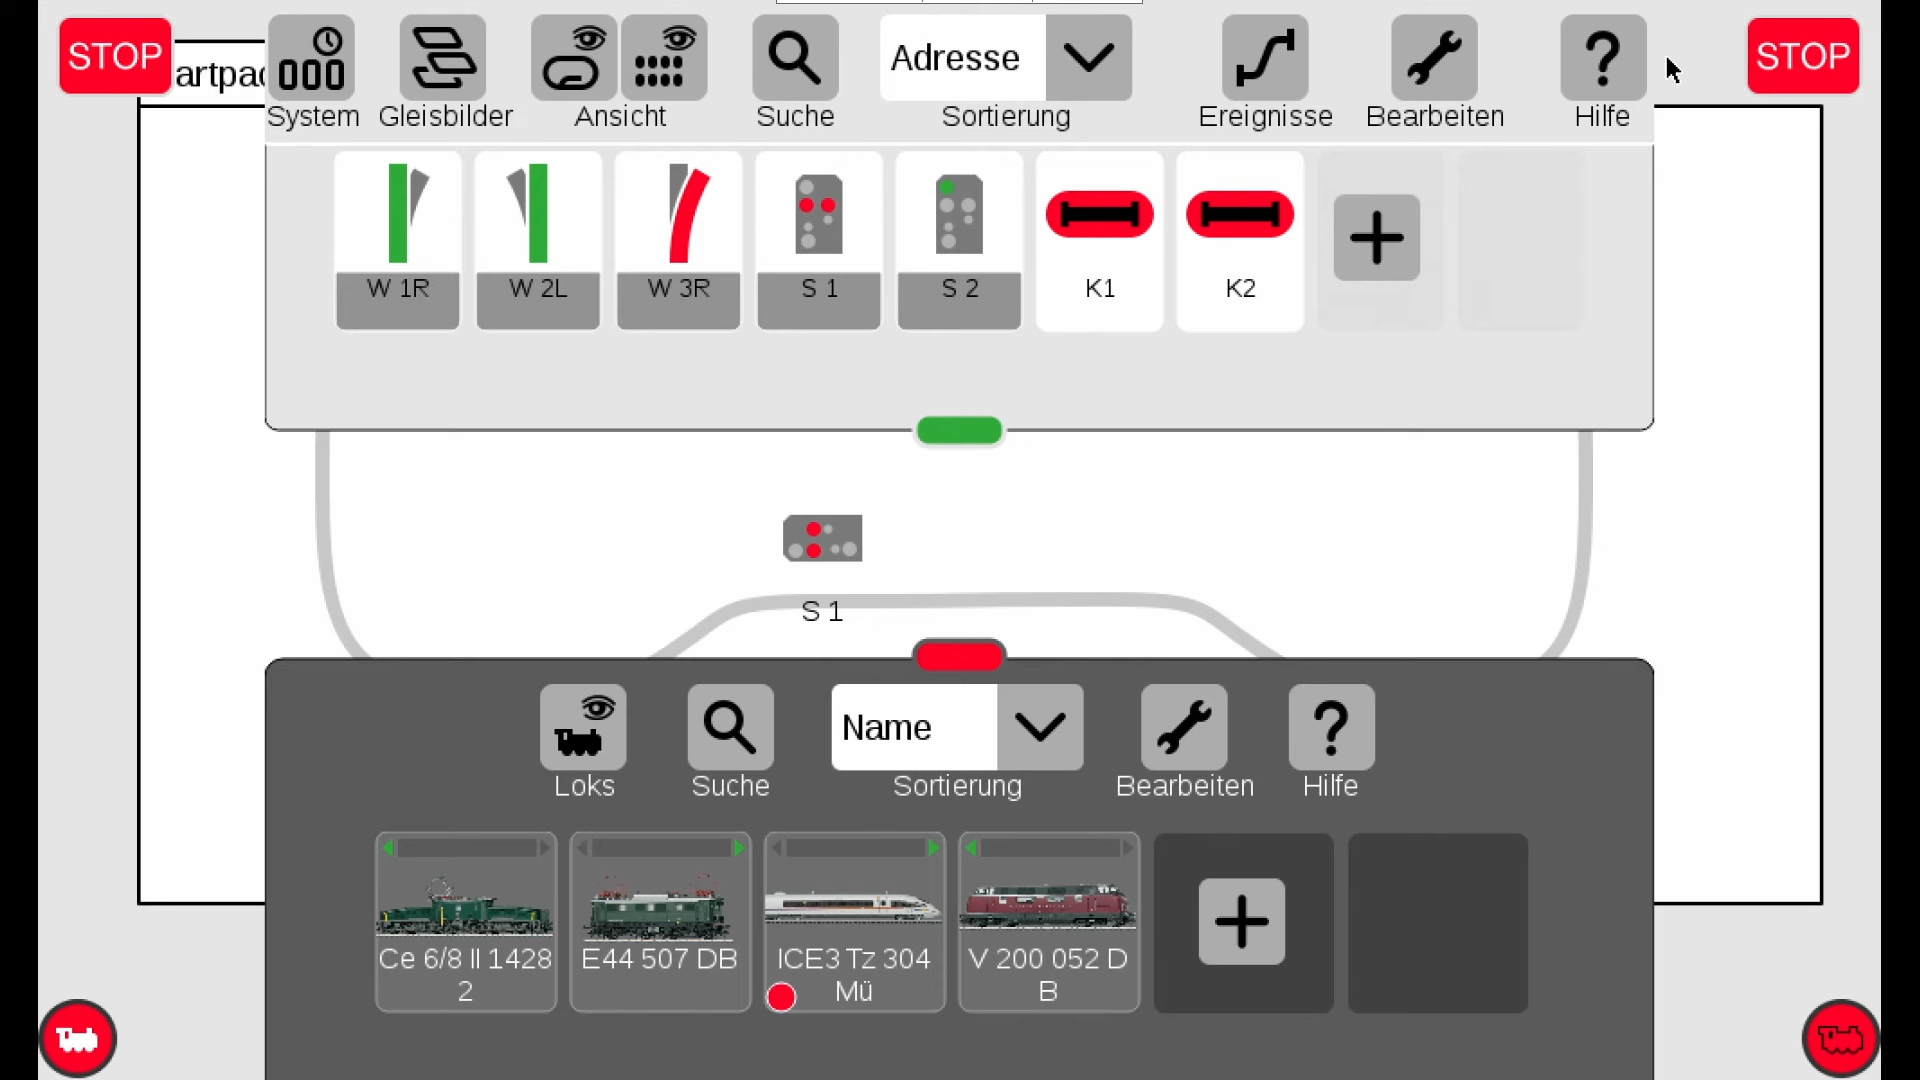 STOP
artpad
Adresse
STOP
System
Gleisbilder
Ansicht
Suche
Sortierung
Ereignisse
Bearbeiten
Hilfe
W 1R
W 2L
W 3R
S 1
S 2
K1
K2
S 1
Name
Loks
Suche
Sortierung
Bearbeiten
Hilfe
Ce 6/8 II 1428
2
E44 507 DB
ICE3 Tz 304
Mü
V 200 052 D
B